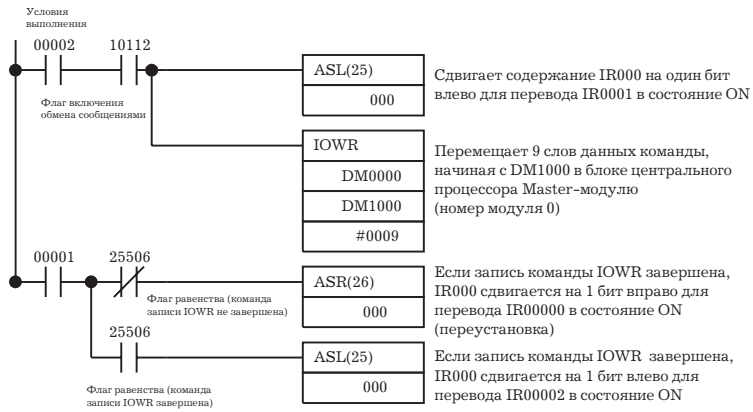 Условия
выполнения
00002 10112
ASL(25)
000
Сдвигает содержание IR000 на один бит
влево для перевода IR0001 в состояние ON
Флаг включения
обмена сообщениями
IOWR
DM0000
DM1000
#0009
Перемещает 9 слов данных команды,
начиная с DM1000 в блоке центрального
процессора Master-модулю
(номер модуля 0)
00001 25506
ASR(26)
000
Флаг равенства (команда
записи IOWR не завершена)
Если запись команды IOWR завершена,
IR000 сдвигается на 1 бит вправо для
перевода IR00000 в состояние ON
(переустановка)
25506
ASL(25)
000
Флаг равенства (команда
записи IOWR завершена)
Если запись команды IOWR завершена,
IR000 сдвигается на 1 бит влево для
перевода IR00002 в состояние ON